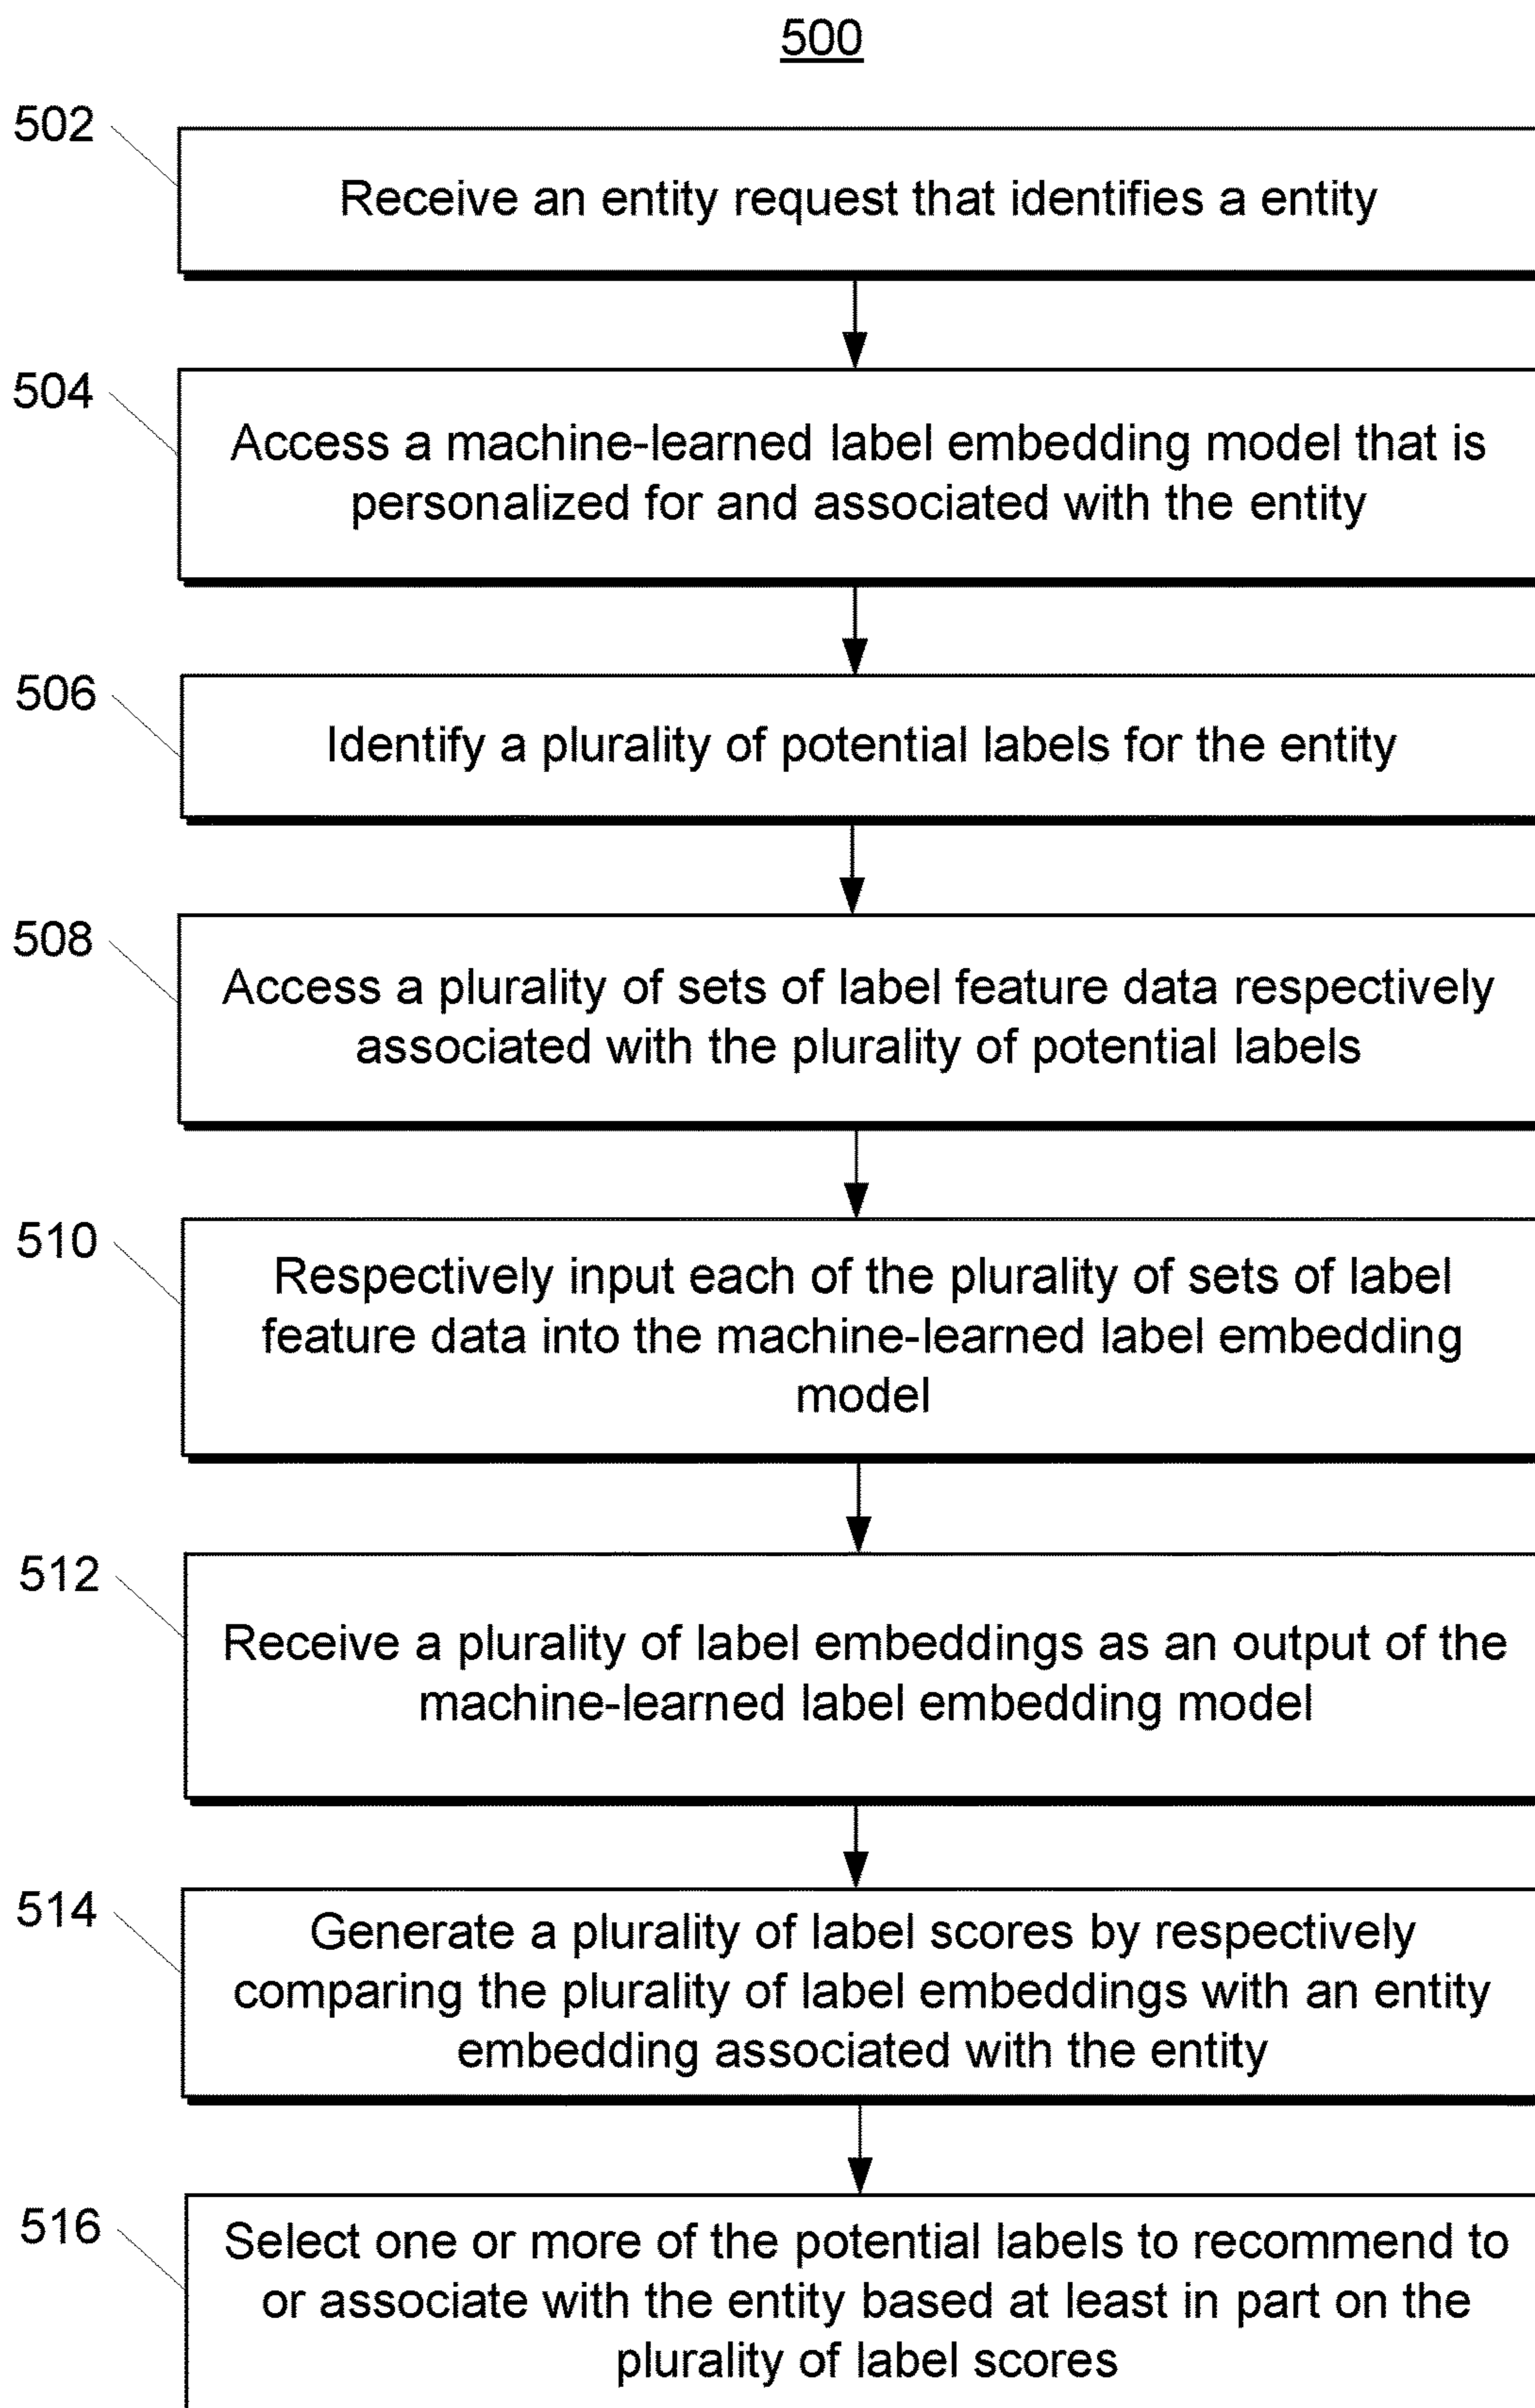 500
502
Receive an entity request that identifies a entity
504
Access a machine-learned label embedding model that is
personalized for and associated with the entity
506
Identify a plurality of potential labels for the entity
508
Access a plurality of sets of label feature data respectively
associated with the plurality of potential labels
510
Respectively input each of the plurality of sets of label
feature data into the machine-learned label embedding
model
512
Receive a plurality of label embeddings as an output of the
machine-learned label embedding model
514
Generate a plurality of label scores by respectively
comparing the plurality of label embeddings with an entity
embedding associated with the entity
516
Select one or more of the potential labels to recommend to
or associate with the entity based at least in part on the
plurality of label scores